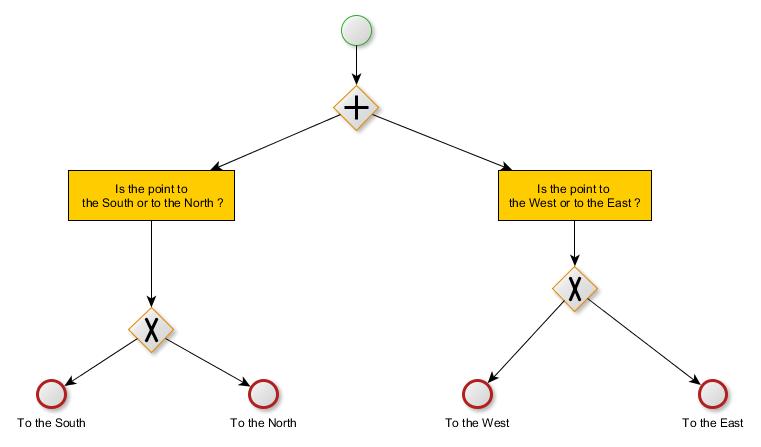 Is the point to
the South or to the North ?
Is the point to
the West or to the East ?
To the South
To the North
To the West
To the East